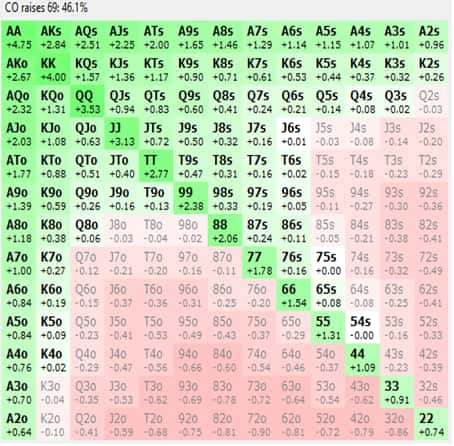 CO raises 69: 46.1%
AA AKs AQs AJs ATs A9s A8s A7s A6s A5s A4s A3s A2s
+4.75 +2.84 +2.51 +2.25 +2.00 +1.65 +1.46 +1.29 +1.14 +1.15 +1.07 +1.01 +0.96
AKo KK KQs KJs KTs K9s K8s K7s K6s K5s K4s K3s K2s
+2.67 +4.00 +1.57 +1.36 +1.17 +0.90 +0.71 +0.61 +0.53 +0.44 +0.37 +0.32 +0.26
AQo KQo QQ QJs QTs Q9s Q8s Q7s Q6s Q5s Q4s Q3s Q2s
+2.32 +1.31 +3.53 +0.94 +0.83 +0.60 +0.41 +0.24 +0.21 +0.14 +0.08 +0.02 -0.03
AJo KJo QJo JJ JTs J9s J8s J7s J6s J5s J4s J3s J2s
+2.03 +1.08 +0.63 +3.13 +0.72 +0.50 +0.32 +0.16 +0.01 -0.03 -0.08 -0.14 -0.20
ATo KTo QTo JTo TT T9s T8s T7s T6s T5s T4s T3s T2s
+1.77 +0.88 +0.51 +0.40 +2.77 +0.47 +0.31 +0.16 +0.02 -0.15 -0.18 -0.23 -0.29
A9o K9o Q9o J9o T9o 99 98s 97s 96s 95s 94s 93s 92s
+1.39 +0.59 +0.26 +0.16 +0.13 +2.38 +0.33 +0.19 +0.05 -0.11 -0.27 -0.30 -0.36
A8o K8o Q8o J8o T8o 98o 88 87s 86s 85s 84s 83s 82s
+1.18 +0.38 +0.06 -0.03 -0.04 -0.02 +2.06 +0.24 +0.11 -0.05 -0.21 -0.38 -0.41
A7o K7o Q7o J7o T7o 97o 87o 77 76s 75s 74s 73s 72s
+1.00 +0.27 -0.12 -0.21 -0.20 -0.16 -0.11 +1.78 +0.16 +0.00 -0.16 -0.32 -0.49
A6o K6o Q6o J6o T6o 96o 86o 76o 66 65s 64s 63s 62s
+0.84 +0.19 -0.15 -0.37 -0.36 -0.31 -0.25 -0.20 +1.54 +0.08 -0.08 -0.25 -0.41
A5o K5o Q5o J5o T5o 95o 85o 75o 65o 55 54s 53s 52s
+0.84 +0.09 -0.23 -0.41 -0.53 -0.49 -0.43 -0.37 -0.29 +1.31 -0.00 -0.16 -0.33
A4o K4o Q4o J4o T4o 94o 84o 74o 64o 54o 44 43s 42s
+0.76 +0.02 -0.29 -0.47 -0.56 -0.66 -0.60 -0.54 -0.46 -0.37 +1.09 -0.23 -0.39
A3o K3o Q3o J3o T3o 93o 83o 73o 63o 53o 43o 33 32s
+0.70 -0.04 -0.35 -0.53 -0.62 -0.69 -0.78 -0.72 -0.64 -0.54 -0.62 +0.91 -0.46
A2o K2o Q2o J2o T2o 92o 82o 72o 62o 52o 42o 32o 22
+0.64 -0.10 -0.41 -0.59 -0.68 -0.75 -0.81 -0.90 -0.81 -0.72 -0.79 -0.86 +0.74